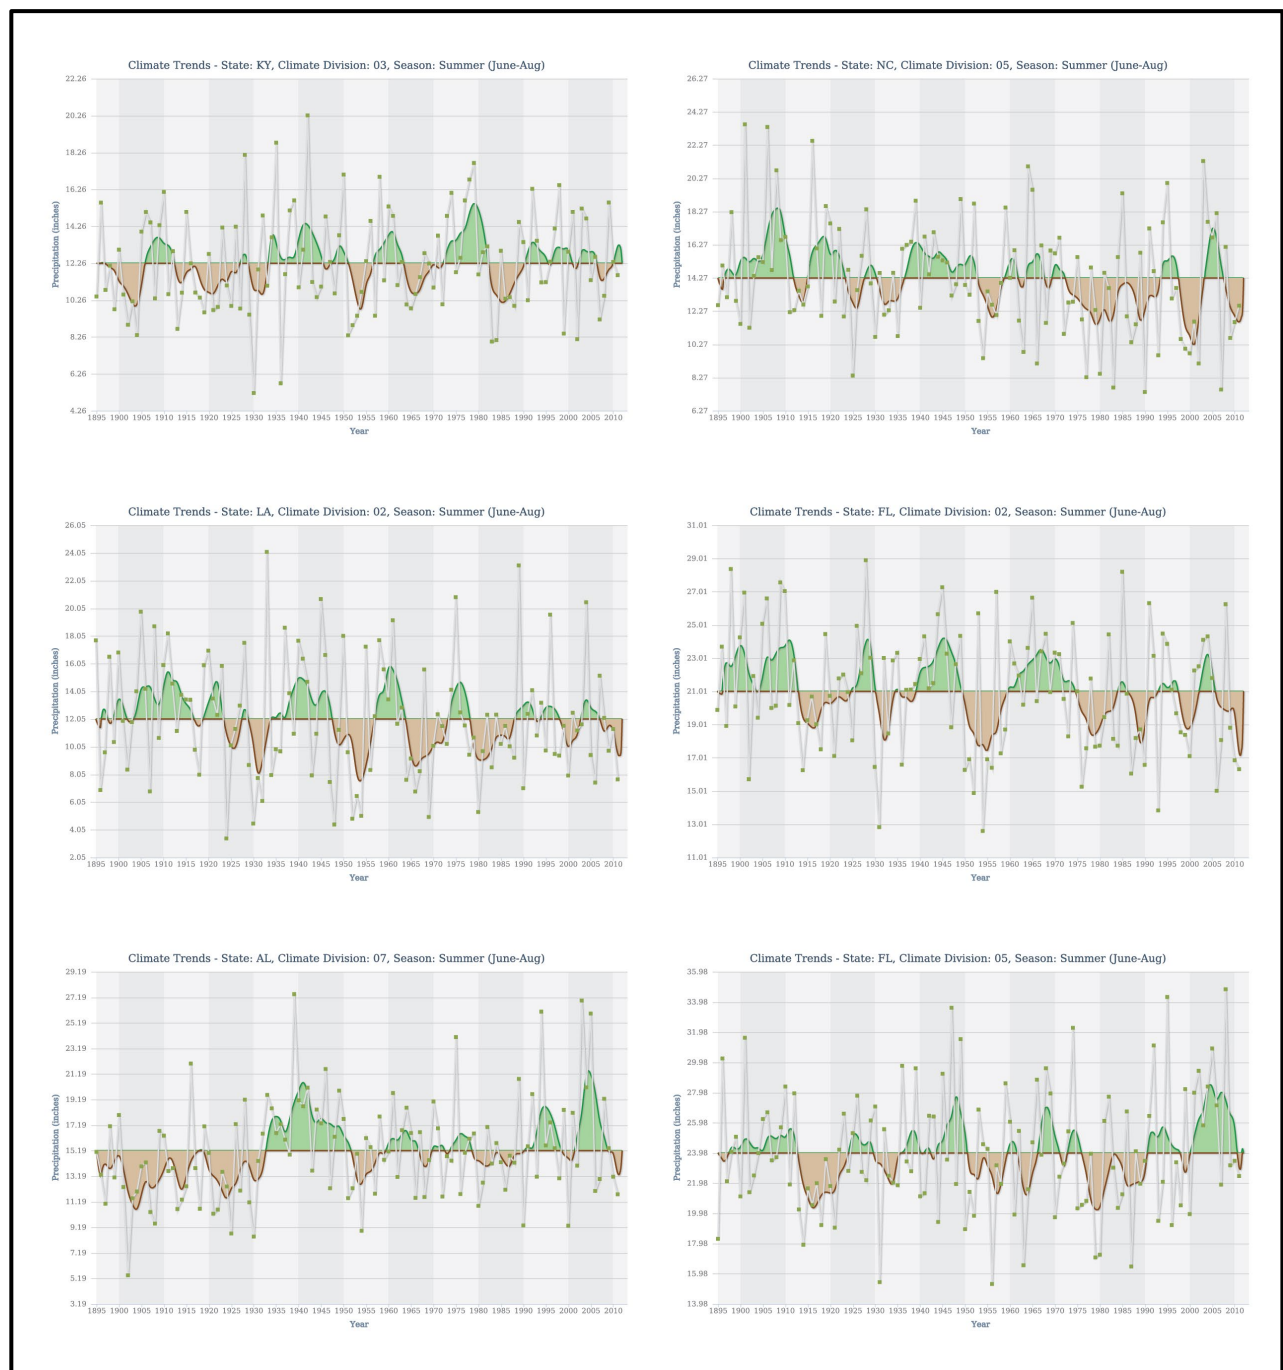 Climate Trends - State: KY, Climate Division: 03, Season: Summer (June-Aug)
22.26
20.26
18.26
16.26
14.26
12.26
10.26
8.26
6.26
4.26
Precipitation (inches)
1895 1900 1905 1910 1915 1920 1925 1930 1935 1940 1945 1950 1955 1960 1965 1970 1975 1980 1985 1990 1995 2000 2005 2010
Year
Climate Trends - State: NC, Climate Division: 05, Season: Summer (June-Aug)
26.27
24.27
22.27
20.27
18.27
16.27
14.27
12.27
10.27
8.27
6.27
Precipitation (inches)
1895 1900 1905 1910 1915 1920 1925 1930 1935 1940 1945 1950 1955 1960 1965 1970 1975 1980 1985 1990 1995 2000 2005 2010
Year
Climate Trends - State: LA, Climate Division: 02, Season: Summer (June-Aug)
26.05
24.05
22.05
20.05
18.05
16.05
14.05
12.05
10.05
8.05
6.05
4.05
2.05
Precipitation (inches)
1895 1900 1905 1910 1915 1920 1925 1930 1935 1940 1945 1950 1955 1960 1965 1970 1975 1980 1985 1990 1995 2000 2005 2010
Year
Climate Trends - State: FL, Climate Division: 02, Season: Summer (June-Aug)
31.01
29.01
27.01
25.01
23.01
21.01
19.01
17.01
15.01
13.01
11.01
Precipitation (inches)
1895 1900 1905 1910 1915 1920 1925 1930 1935 1940 1945 1950 1955 1960 1965 1970 1975 1980 1985 1990 1995 2000 2005 2010
Year
Climate Trends - State: AL, Climate Division: 07, Season: Summer (June-Aug)
29.19
27.19
25.19
23.19
21.19
19.19
17.19
15.19
13.19
11.19
9.19
7.19
5.19
3.19
Precipitation (inches)
1895 1900 1905 1910 1915 1920 1925 1930 1935 1940 1945 1950 1955 1960 1965 1970 1975 1980 1985 1990 1995 2000 2005 2010
Year
Climate Trends - State: FL, Climate Division: 05, Season: Summer (June-Aug)
35.98
33.98
31.98
29.98
27.98
25.98
23.98
21.98
19.98
17.98
15.98
13.98
Precipitation (inches)
1895 1900 1905 1910 1915 1920 1925 1930 1935 1940 1945 1950 1955 1960 1965 1970 1975 1980 1985 1990 1995 2000 2005 2010
Year